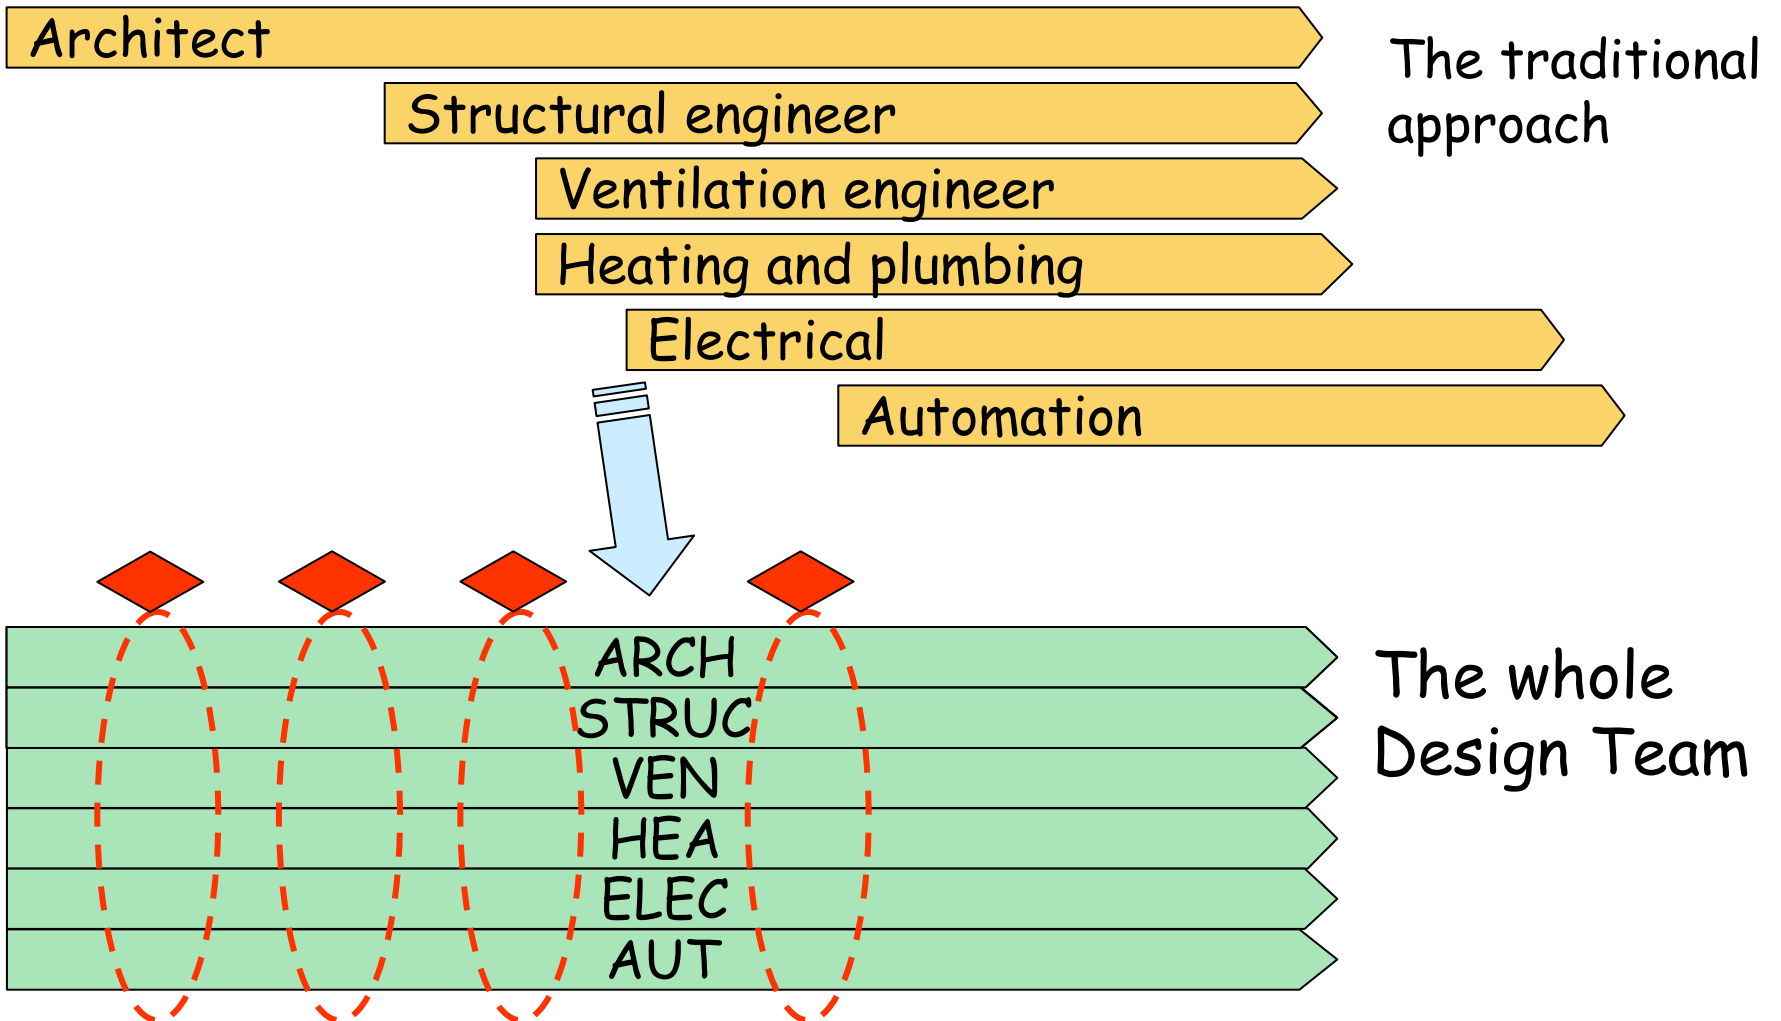 Architect
The traditional
approach
Structural engineer
Ventilation engineer
Heating and plumbing
Electrical
Automation
ARCH
STRUC
VEN
HEA
ELEC
AUT
The whole
Design Team